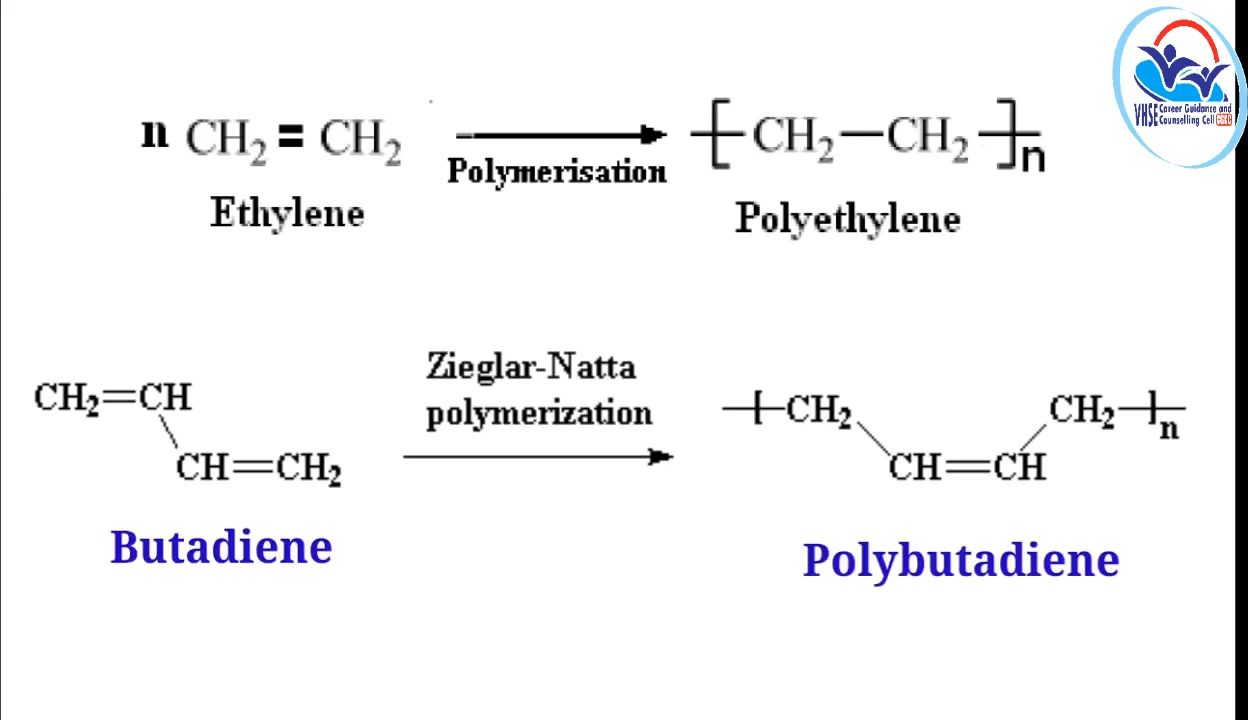 n CH₂ = CH₂ Polymerisation [CH₂—CH₂]n
Ethylene Polyethylene
VHSE Career Guidance and
Counselling Cell CGCC
Zieglar-Natta
polymerization
CH₂=CH
CH=CH₂
[CH₂ CH₂]n
CH=CH
Butadiene
Polybutadiene